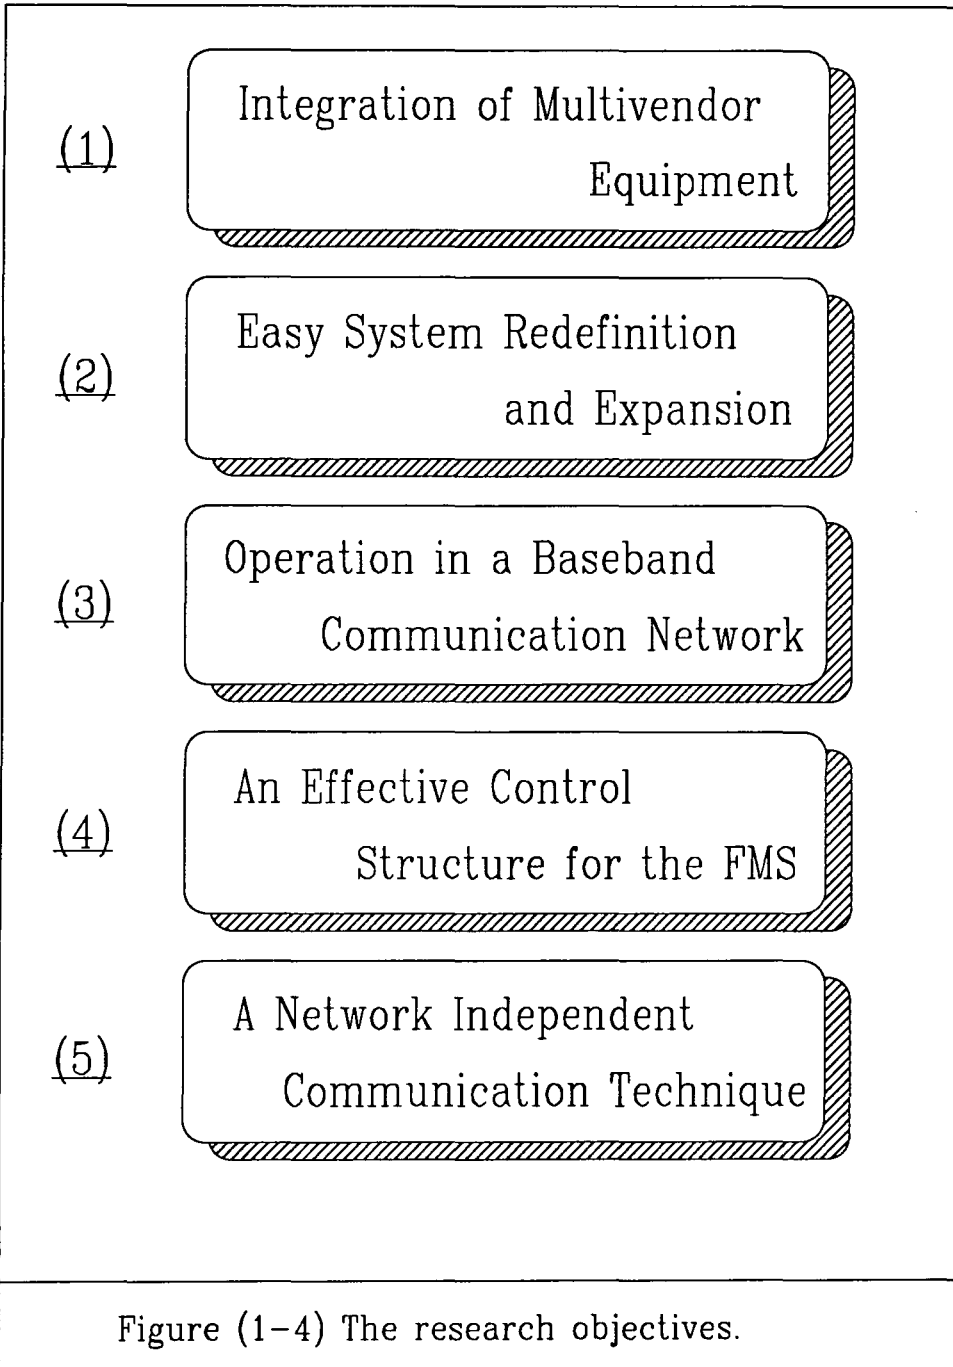 (1)
Integration of Multivendor
Equipment
(2)
Easy System Redefinition
and Expansion
(3)
Operation in a Baseband
Communication Network
(4)
An Effective Control
Structure for the FMS
(5)
A Network Independent
Communication Technique
Figure (1-4) The research objectives.